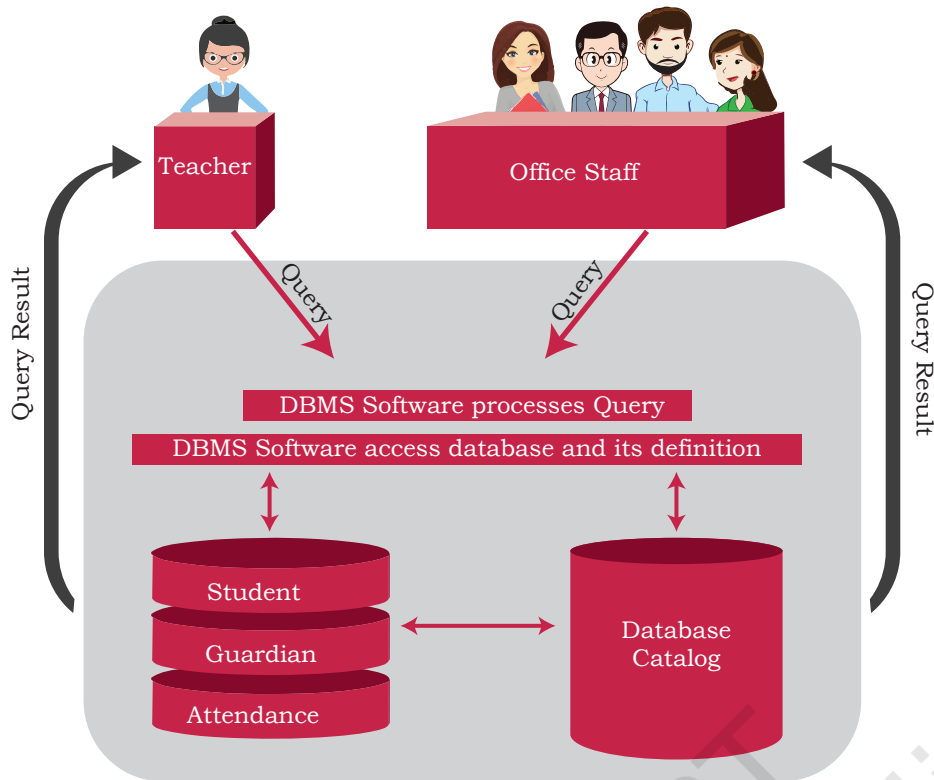 Teacher
Office Staff
Query
Query
Query Result
Query Result
DBMS Software processes Query
DBMS Software access database and its definition
Student
Guardian
Attendance
Database
Catalog